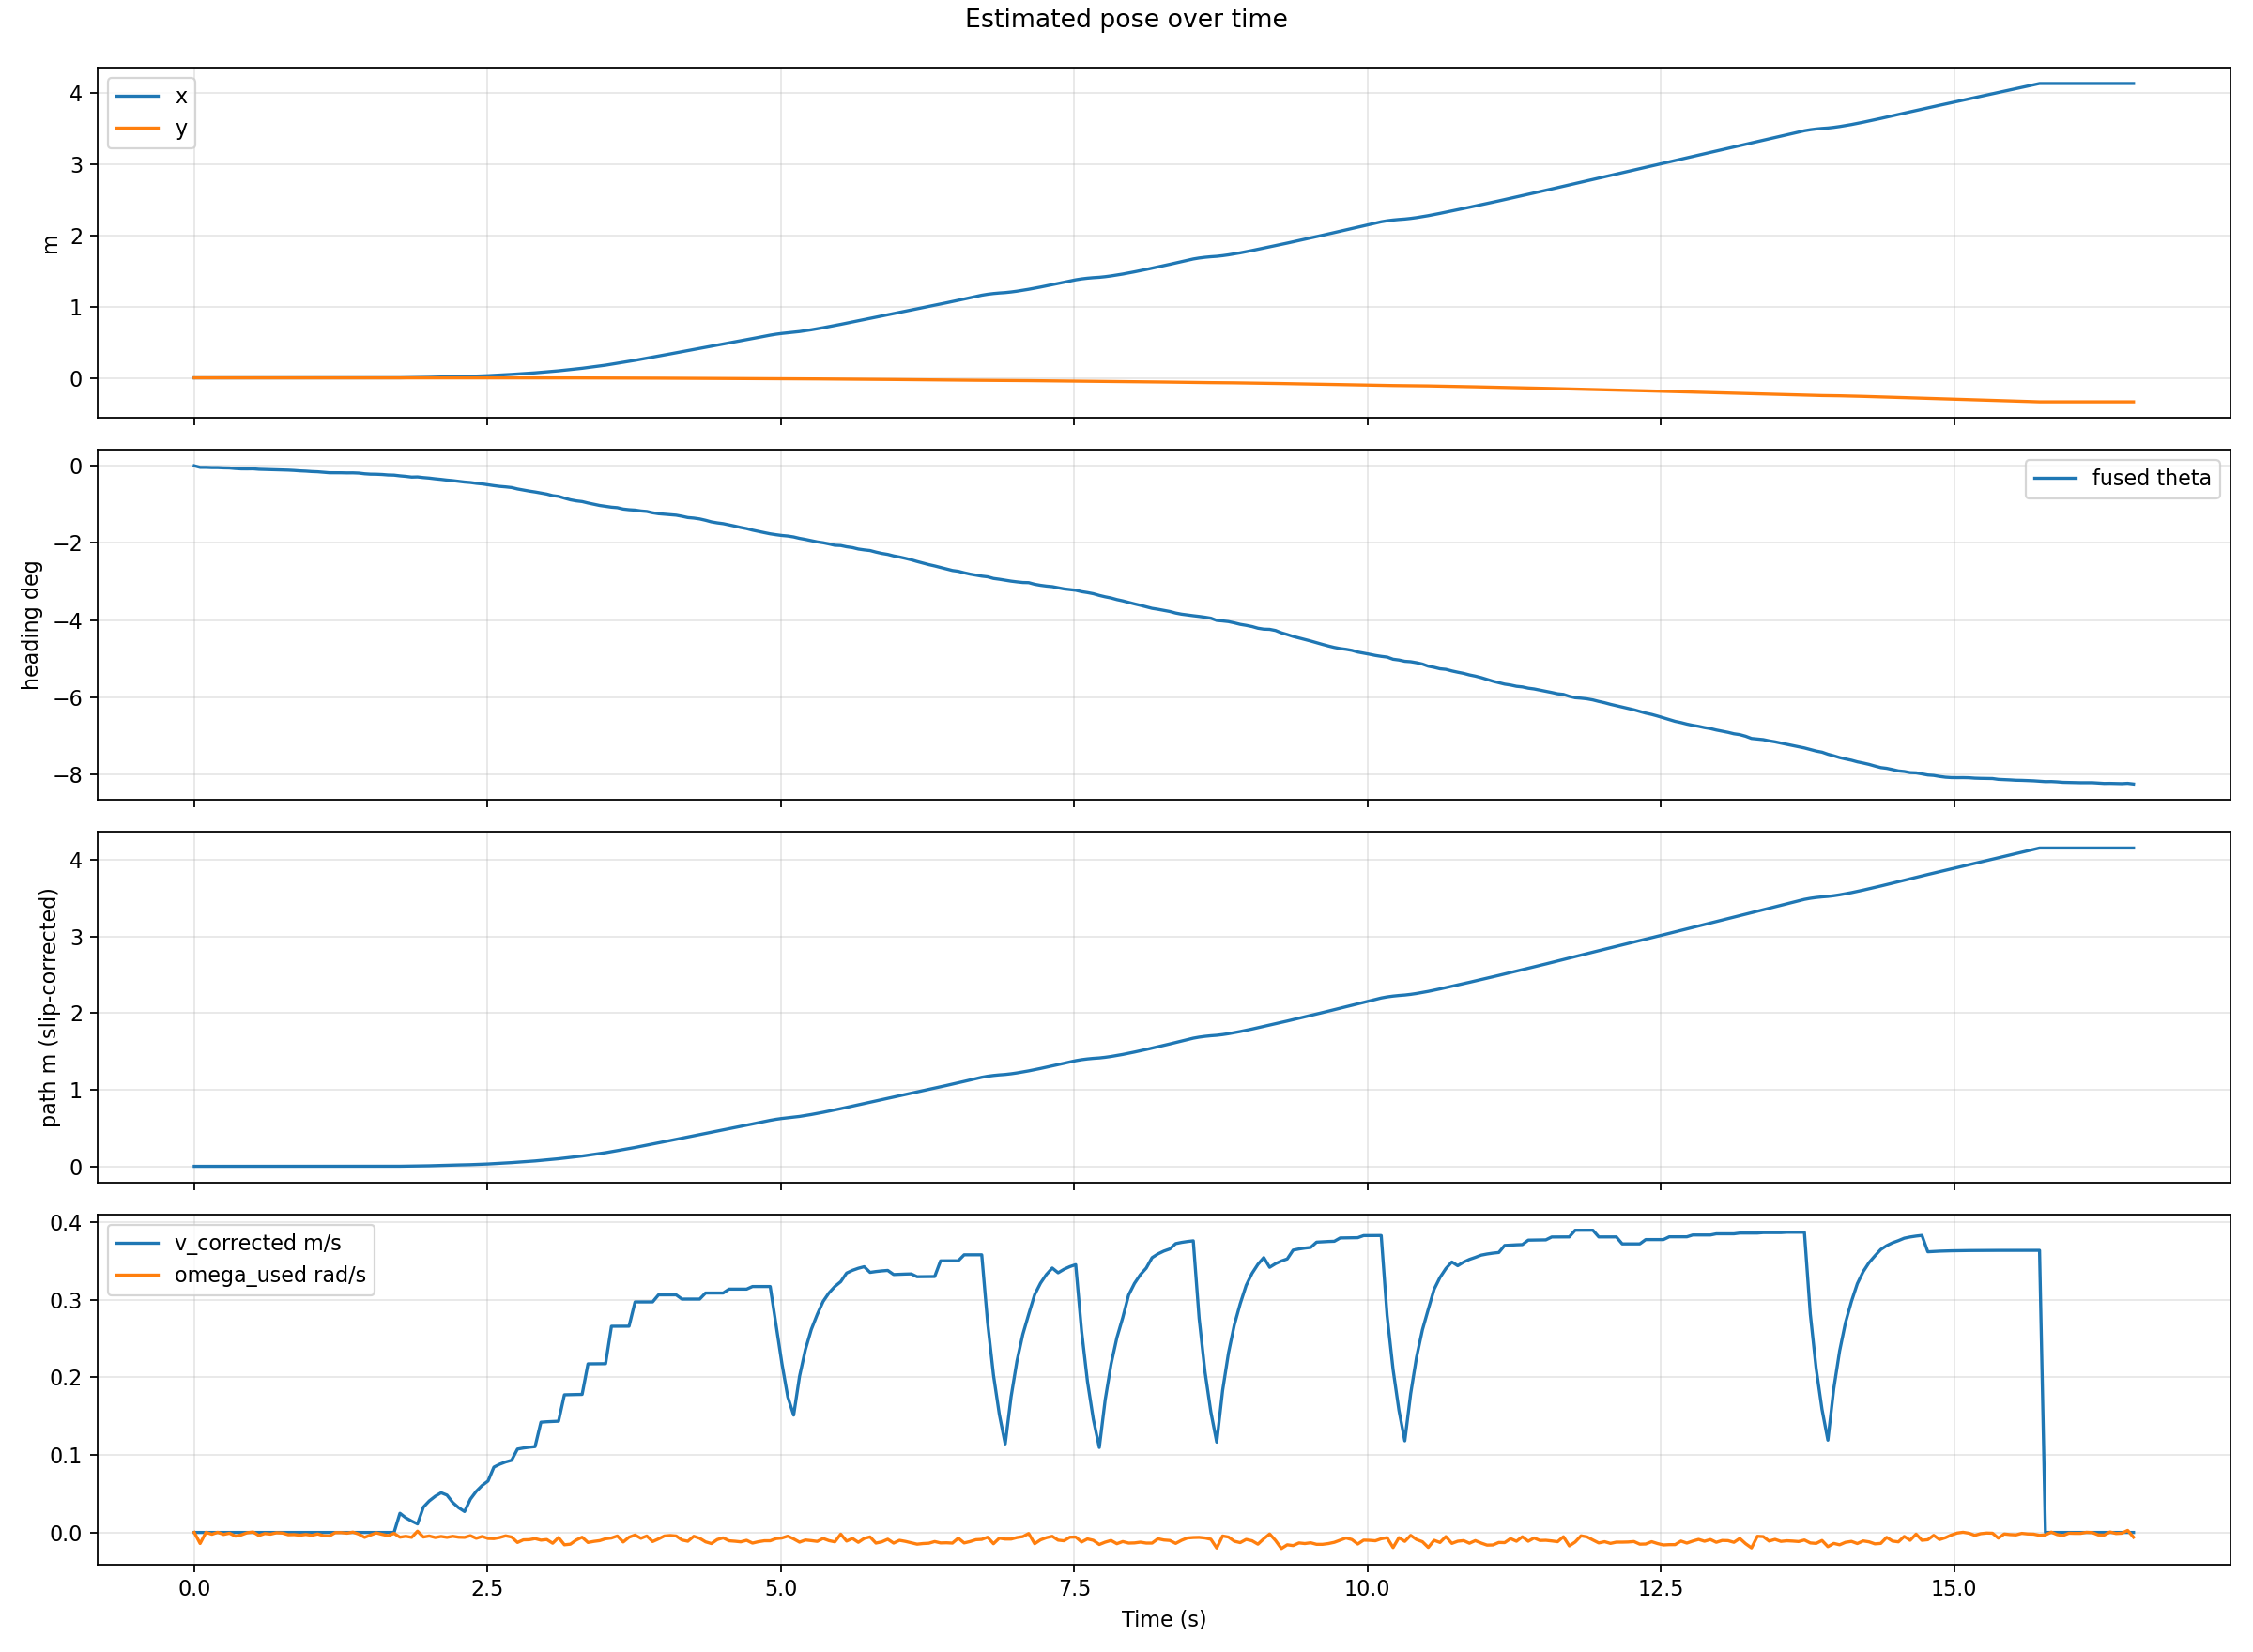 Estimated pose over time
x
y
4
3
2
1
0
m
fused theta
0
−2
−4
−6
−8
heading deg
4
3
2
1
0
path m (slip-corrected)
v_corrected m/s
omega_used rad/s
0.4
0.3
0.2
0.1
0.0
0.0 2.5 5.0 7.5 10.0 12.5 15.0
Time (s)